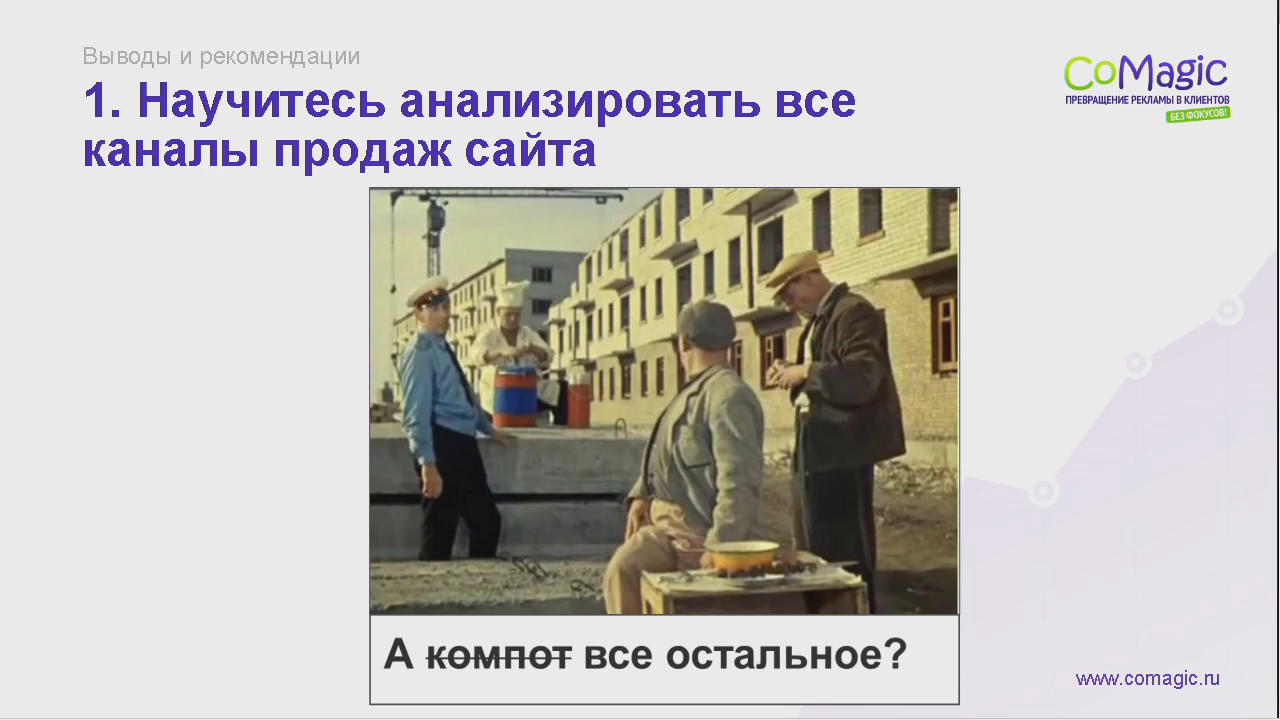 Выводы и рекомендации
1. Научитесь анализировать все
каналы продаж сайта
CoMagic
ПРЕВРАЩЕНИЕ РЕКЛАМЫ В КЛИЕНТОВ
БЕЗ ФОКУСОВ!
А компот все остальное?
www.comagic.ru